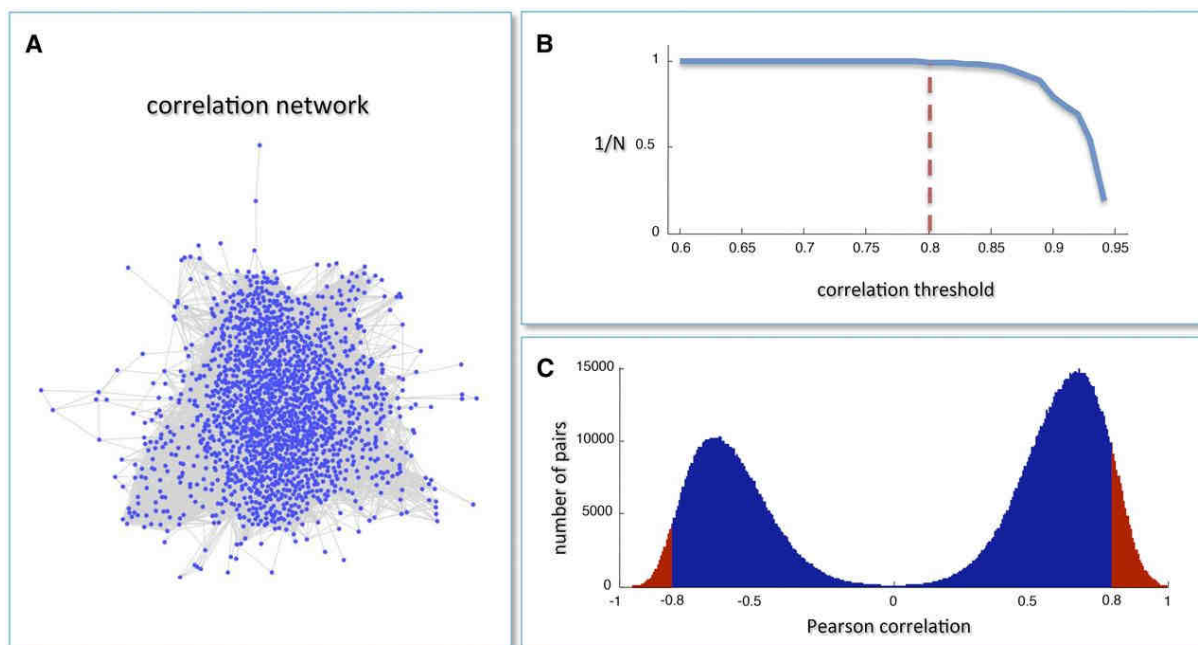 A
correlation network
B
1
0.5
0
1/N
0.6 0.65 0.7 0.75 0.8 0.85 0.9 0.95
correlation threshold
C
15000
10000
5000
0
number of pairs
-1 -0.8 -0.5 0 0.5 0.8 1
Pearson correlation